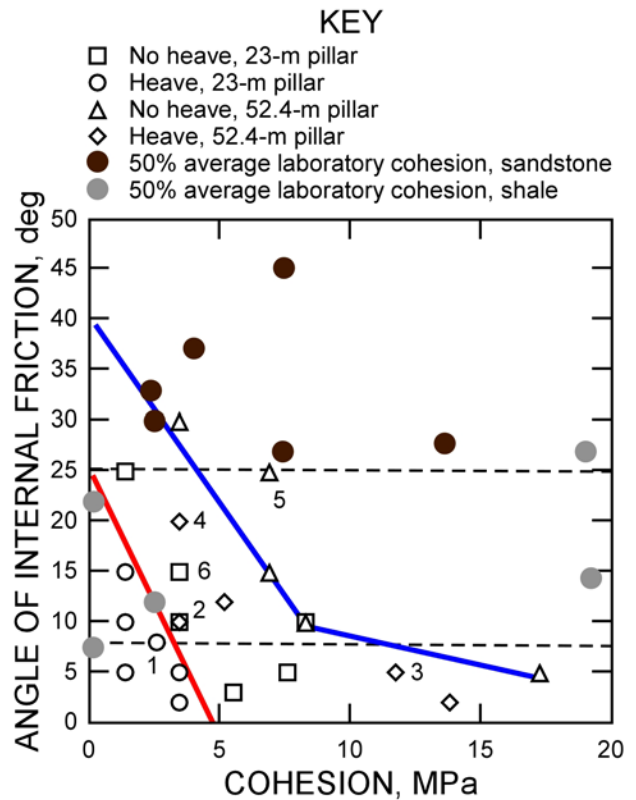 KEY
No heave, 23-m pillar
Heave, 23-m pillar
No heave, 52.4-m pillar
Heave, 52.4-m pillar
50% average laboratory cohesion, sandstone
50% average laboratory cohesion, shale
ANGLE OF INTERNAL FRICTION, deg
50
45
40
35
30
25
20
15
10
5
0
5
4
6
2
1
3
0 5 10 15 20
COHESION, MPa